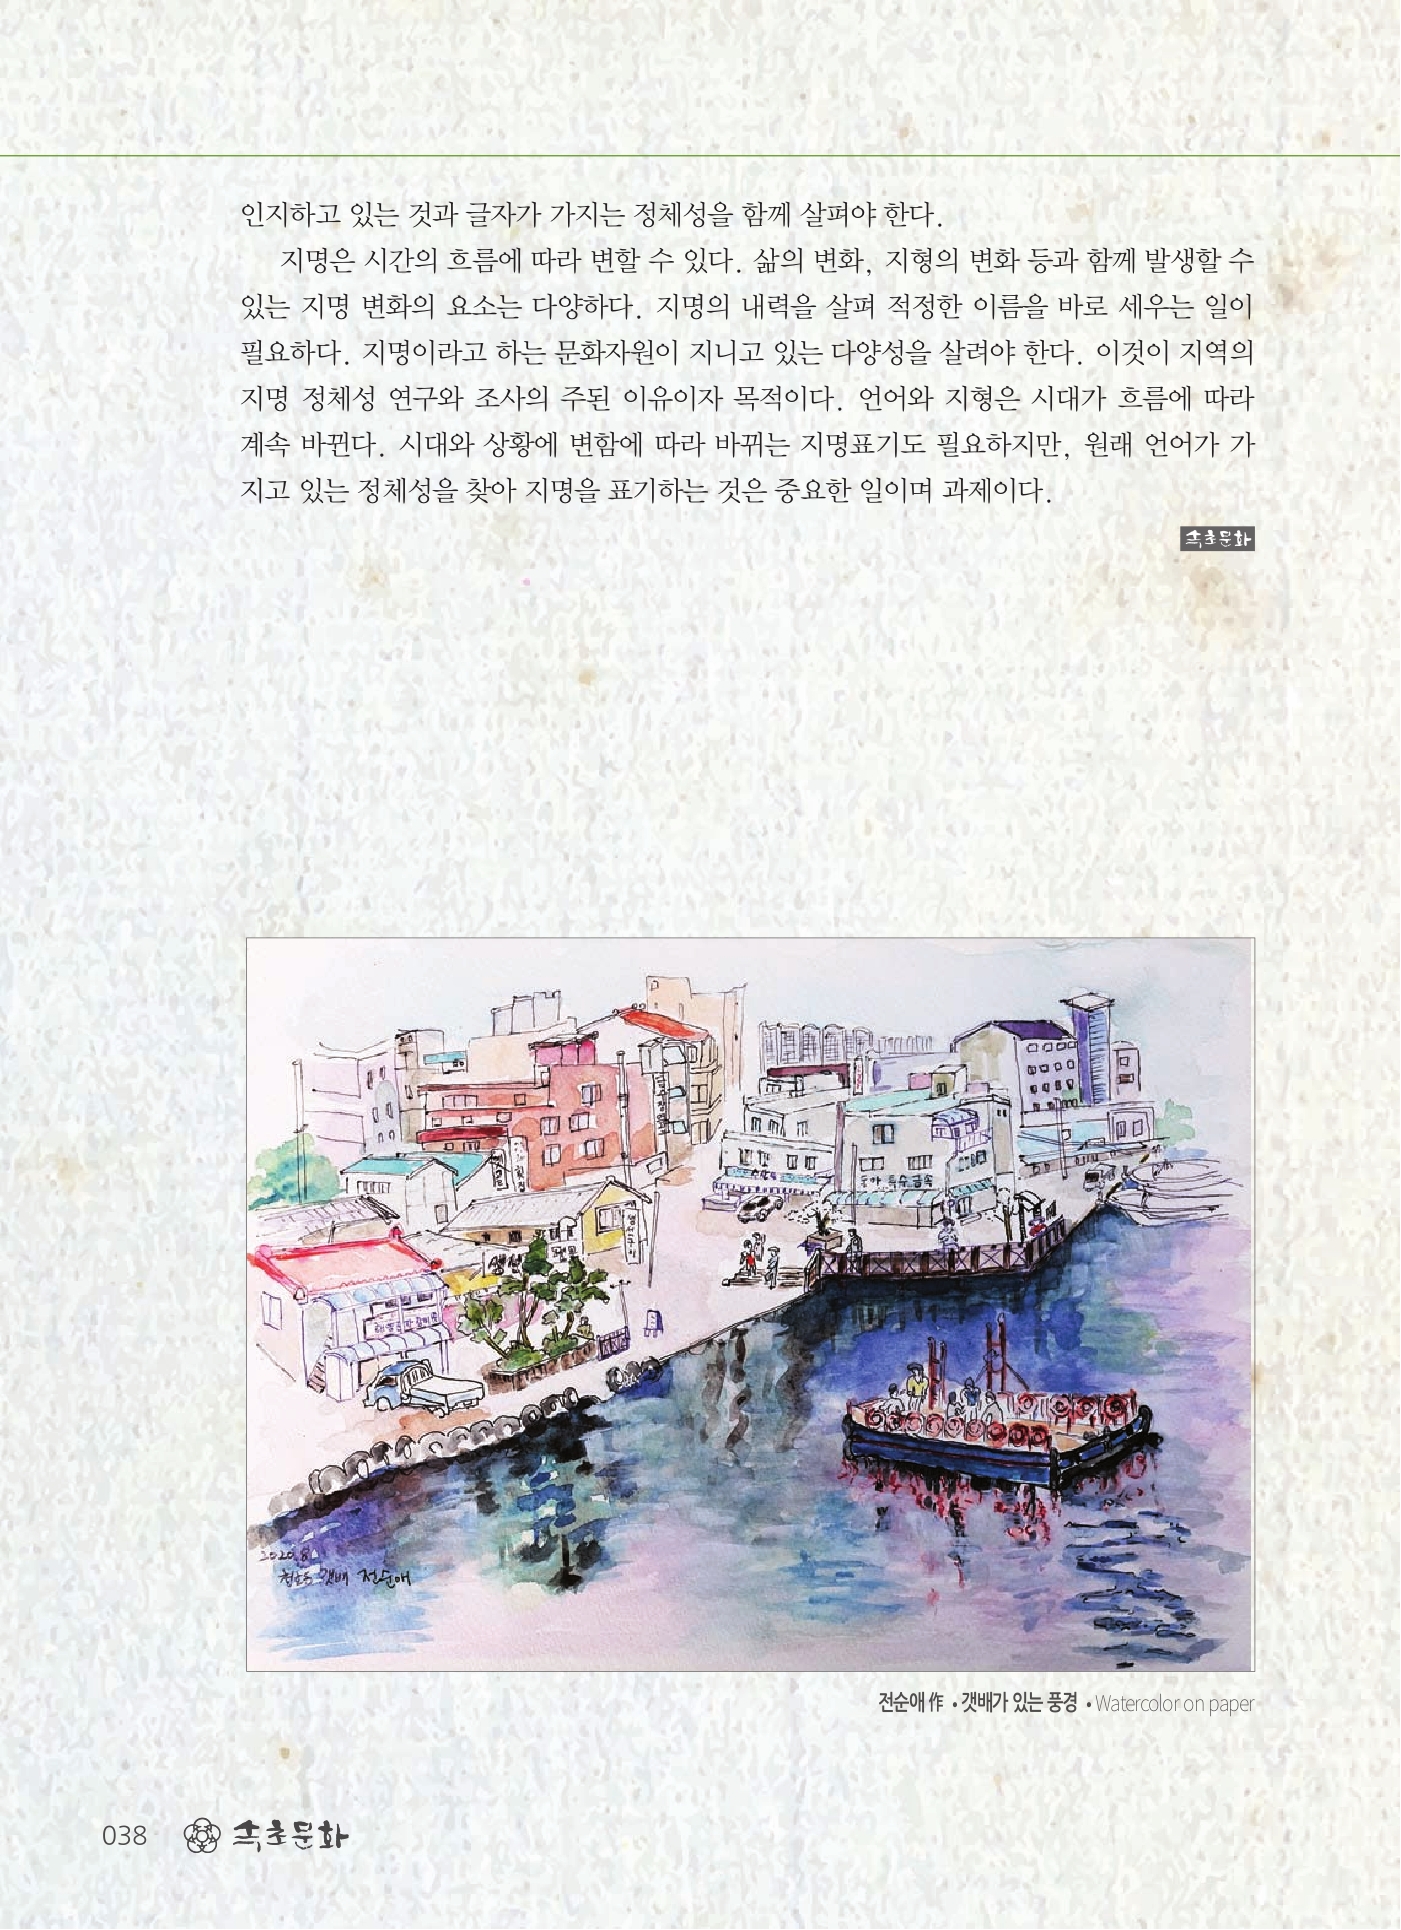 인지하고 있는 것과 글자가 가지는 정체성을 함께 살펴야 한다.
지명은 시간의 흐름에 따라 변할 수 있다. 삶의 변화, 지형의 변화 등과 함께 발생할 수
있는 지명 변화의 요소는 다양하다. 지명의 내력을 살펴 적정한 이름을 바로 세우는 일이
필요하다. 지명이라고 하는 문화자원이 지니고 있는 다양성을 살려야 한다. 이것이 지역의
지명 정체성 연구와 조사의 주된 이유이자 목적이다. 언어와 지형은 시대가 흐름에 따라
계속 바뀐다. 시대와 상황에 변함에 따라 바뀌는 지명표기도 필요하지만, 원래 언어가 가
지고 있는 정체성을 찾아 지명을 표기하는 것은 중요한 일이며 과제이다.
속초문화
동아 특수금속
2020.8
청호동 갯배 전순애
전순애 作 • 갯배가 있는 풍경 • Watercolor on paper
038 속초문화